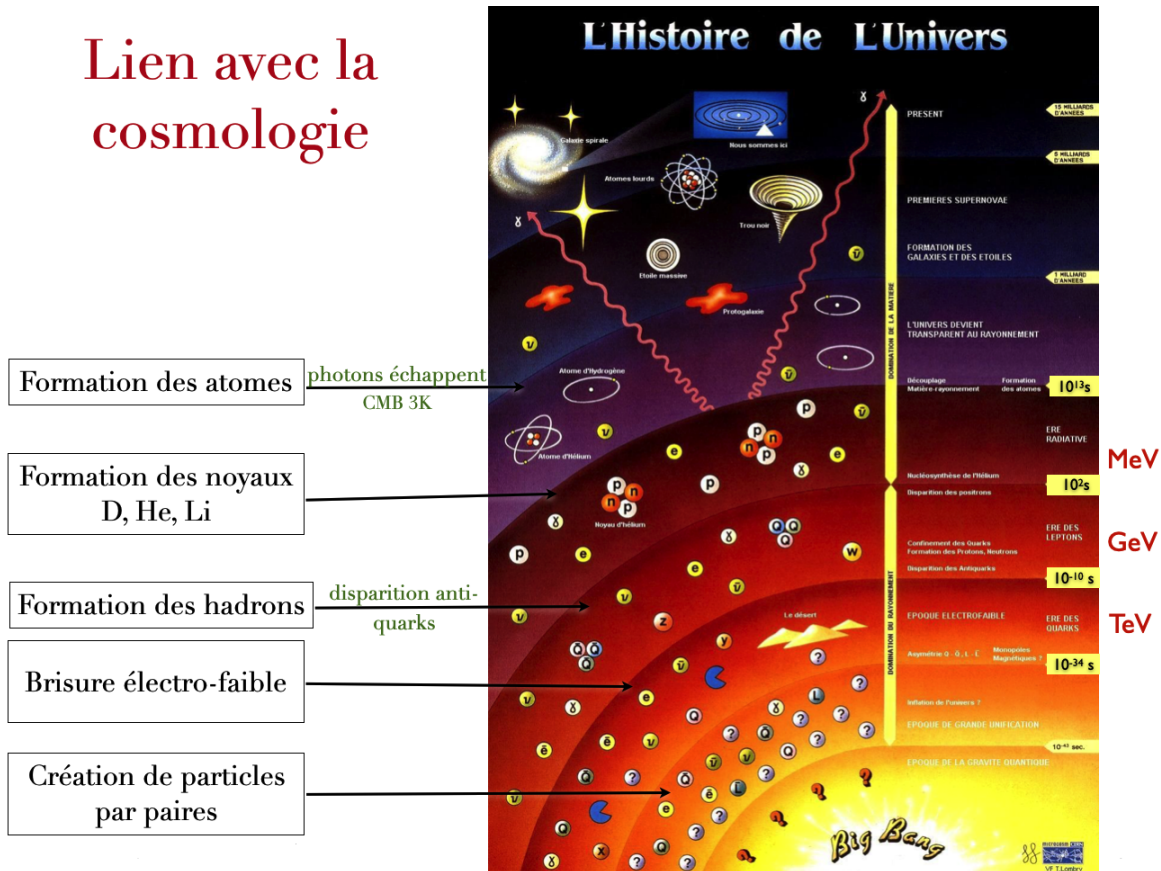 Lien avec la
cosmologie
L'Histoire de L'Univers
PRESENT
15 MILLIARDS
D'ANNEES
Galaxie spirale
Nous sommes ici
5 MILLIARDS
D'ANNEES
Atomes lourds
PREMIERES SUPERNOVAE
Trou noir
FORMATION DES
GALAXIES ET DES ETOILES
Etoile massive
1 MILLIARD
D'ANNEES
Protogalaxie
L'UNIVERS DEVIENT
TRANSPARENT AU RAYONNEMENT
DOMINATION DE LA MATIERE
Formation des atomes
photons échappent
CMB 3K
Atome d'Hydrogène
Découplage
Matière-rayonnement
Formation
des atomes
10¹³s
Atome d'Hélium
ERE
RADIATIVE
MeV
Formation des noyaux
D, He, Li
Nucléosynthèse de l'Hélium
10²s
Disparition des positrons
Noyau d'hélium
ERE DES
LEPTONS
GeV
Confinement des Quarks
Formation des Protons, Neutrons
Disparition des Antiquarks
10⁻¹⁰ s
DOMINATION DU RAYONNEMENT
Formation des hadrons
disparition anti-
quarks
Le désert
EPOQUE ELECTROFAIBLE
ERE DES
QUARKS
TeV
Asymétrie Q - Q̄, L - L̄
Monopoles
Magnétiques ?
10⁻³⁴ s
Brisure électro-faible
Inflation de l'univers ?
EPOQUE DE GRANDE UNIFICATION
10⁻⁴³ sec.
EPOQUE DE LA GRAVITE QUANTIQUE
Création de particles
par paires
Big Bang
VF T.Lombry